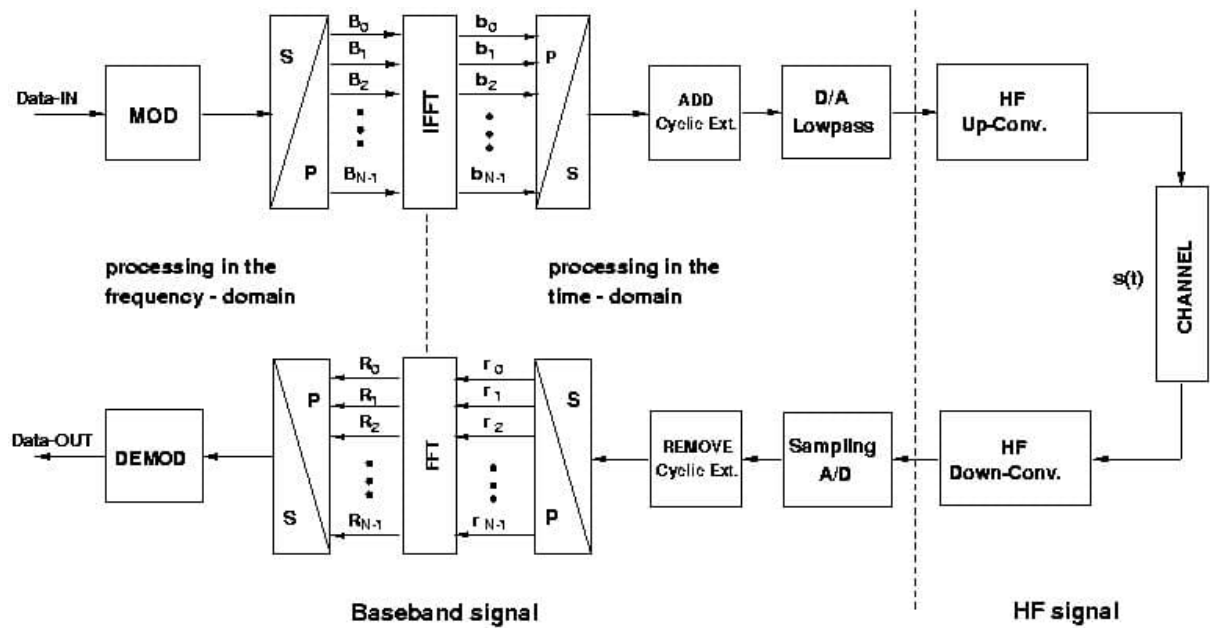 Data-IN
MOD
S
P
B0
B1
B2
BN-1
IFFT
b0
b1
b2
bN-1
P
S
ADD
Cyclic Ext.
D/A
Lowpass
HF
Up-Conv.
processing in the
frequency - domain
processing in the
time - domain
s(t)
CHANNEL
Data-OUT
DEMOD
P
S
R0
R1
R2
RN-1
FFT
r0
r1
r2
rN-1
S
P
REMOVE
Cyclic Ext.
Sampling
A/D
HF
Down-Conv.
Baseband signal
HF signal